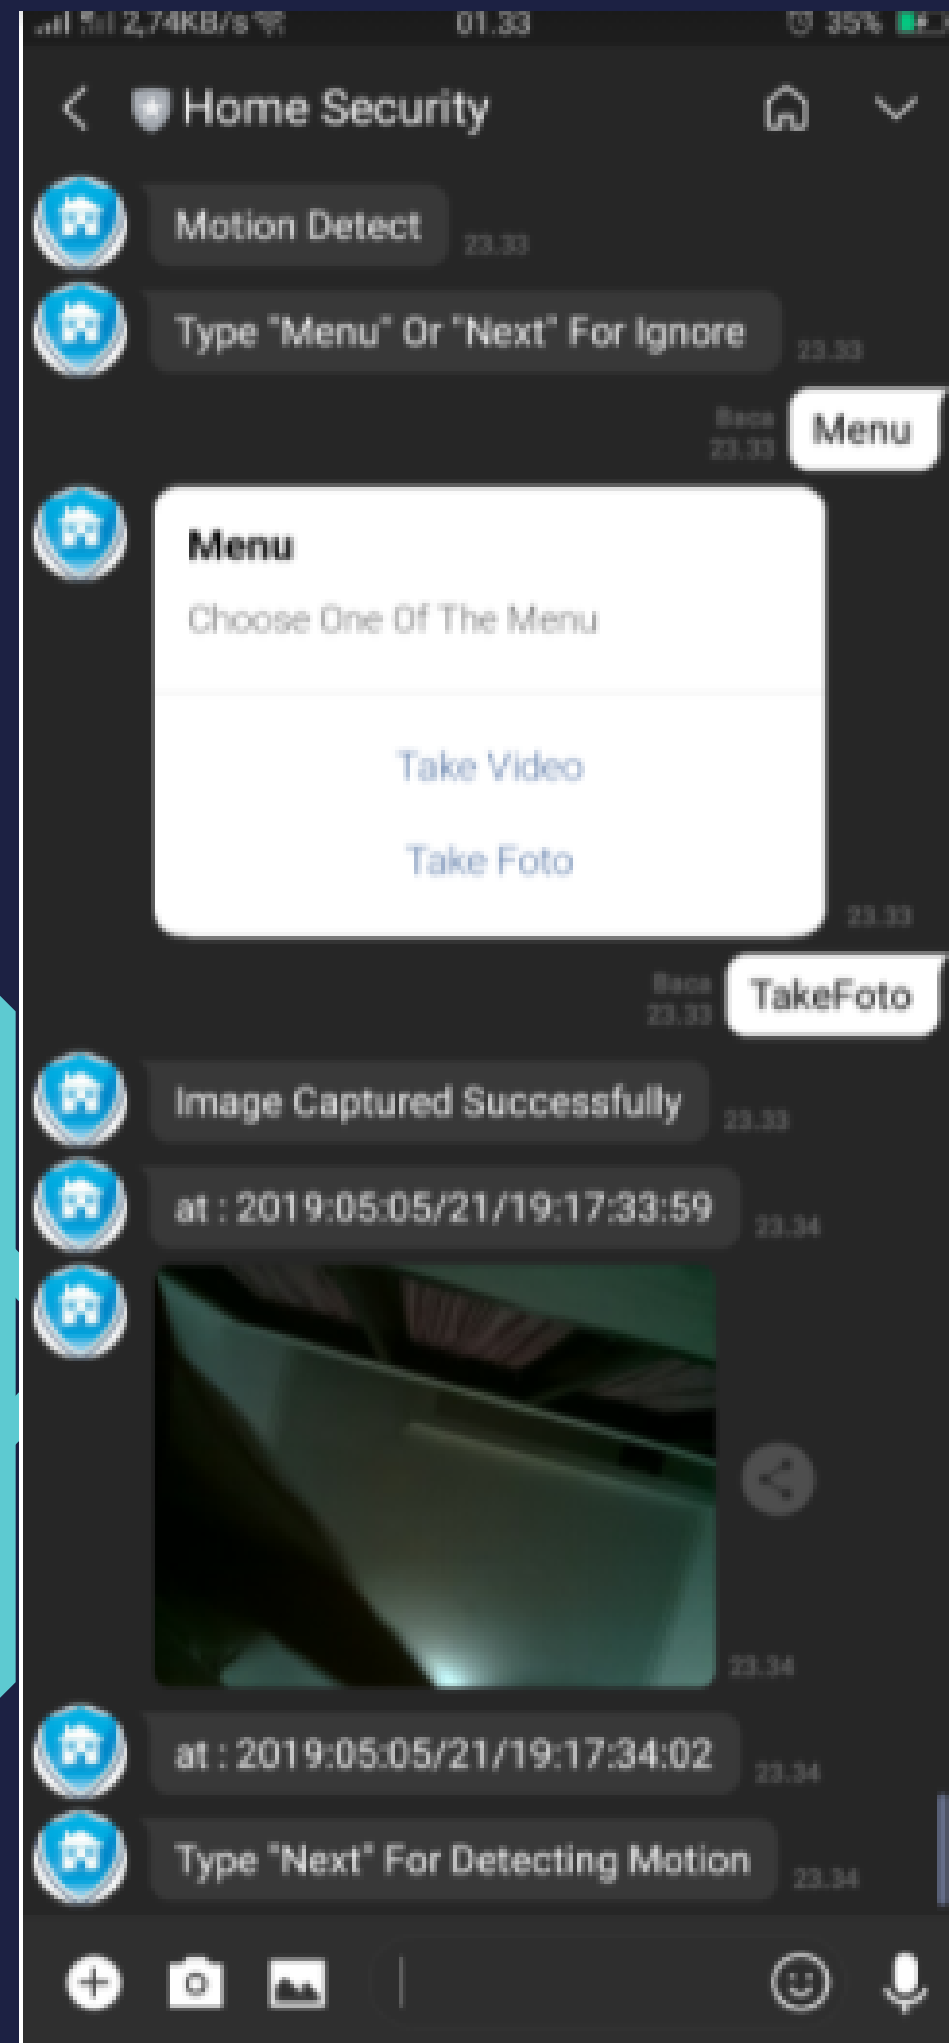 2,74KB/s 01.33 35%
Home Security
Motion Detect
23.33
Type "Menu" Or "Next" For Ignore
23.33
Baca
23.33
Menu
Menu
Choose One Of The Menu
Take Video
Take Foto
23.33
Baca
23.33
TakeFoto
Image Captured Successfully
23.33
at : 2019:05:05/21/19:17:33:59
23.34
23.34
at : 2019:05:05/21/19:17:34:02
23.34
Type "Next" For Detecting Motion
23.34